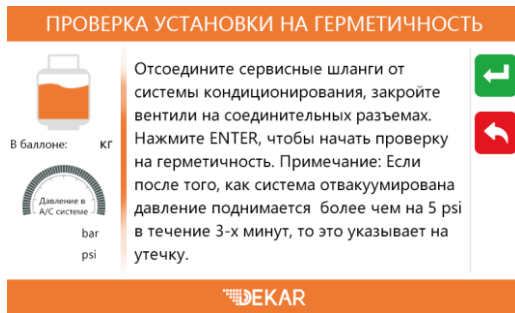 ПРОВЕРКА УСТАНОВКИ НА ГЕРМЕТИЧНОСТЬ
В баллоне: кг
Давление в
A/C системе
bar
psi
Отсоедините сервисные шланги от
системы кондиционирования, закройте
вентили на соединительных разъемах.
Нажмите ENTER, чтобы начать проверку
на герметичность. Примечание: Если
после того, как система отвакуумирована
давление поднимается более чем на 5 psi
в течение 3-х минут, то это указывает на
утечку.
DEKAR